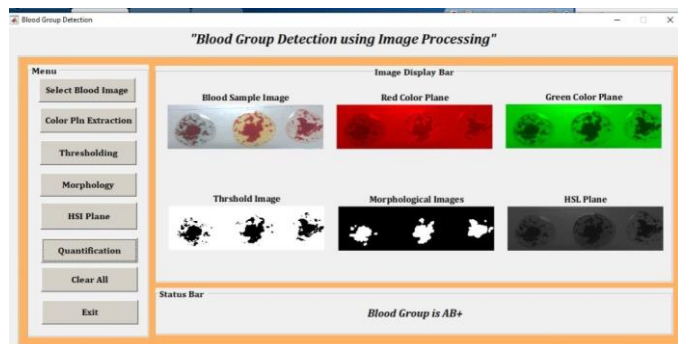 Blood Group Detection
"Blood Group Detection using Image Processing"
Menu
Select Blood Image
Color Pln Extraction
Thresholding
Morphology
HSI Plane
Quantification
Clear All
Exit
Image Display Bar
Blood Sample Image
Red Color Plane
Green Color Plane
Thrshold Image
Morphological Images
HSL Plane
Status Bar
Blood Group is AB+